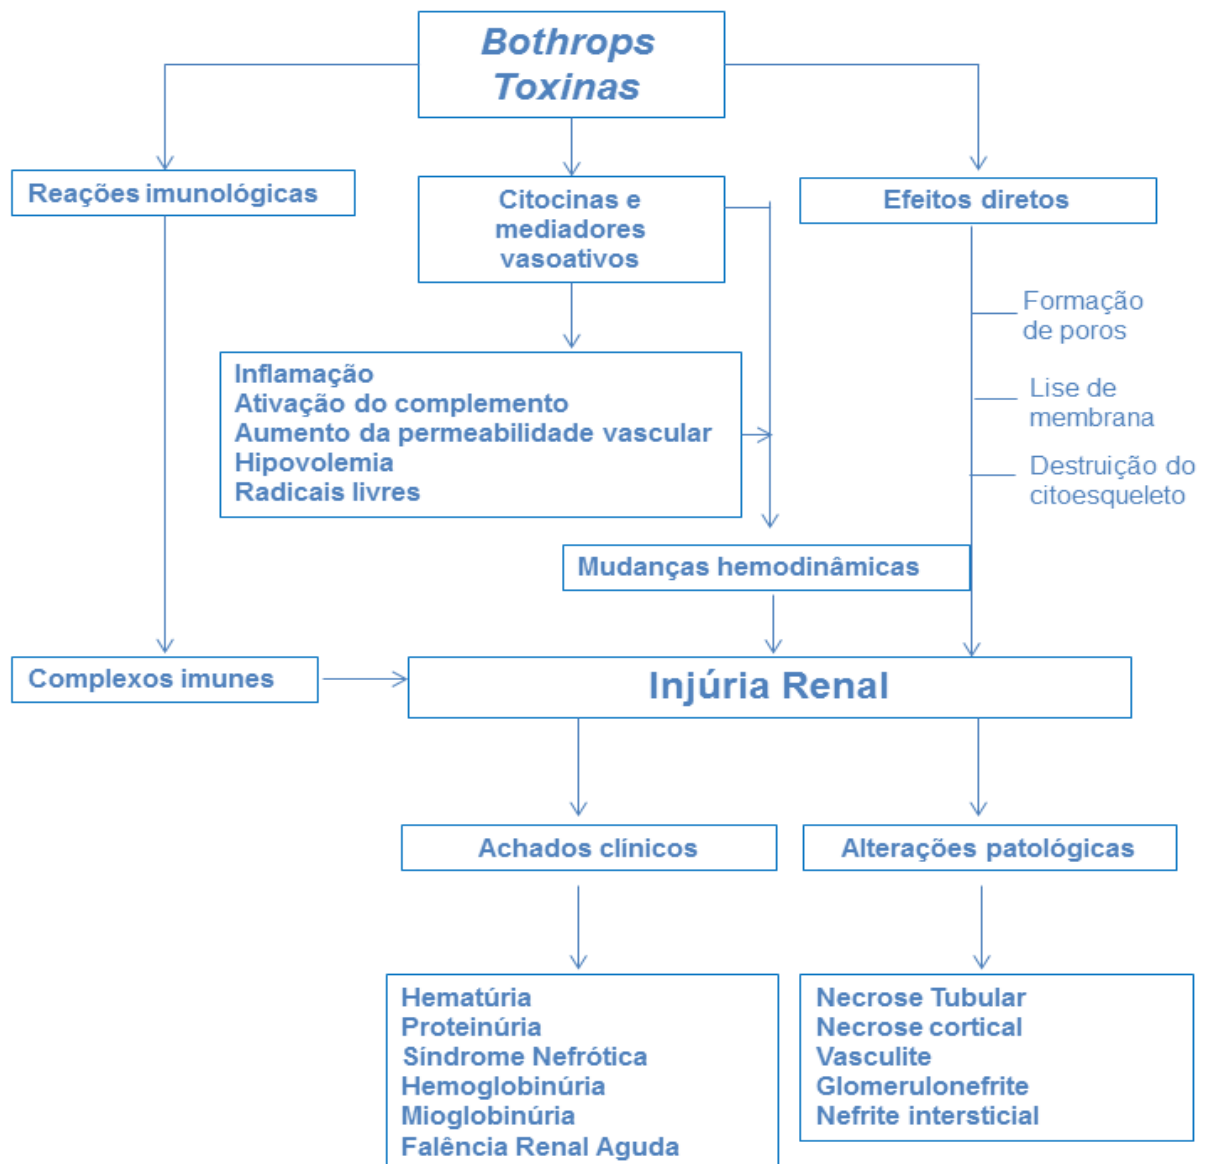 Bothrops
Toxinas
Reações imunológicas
Citocinas e
mediadores
vasoativos
Efeitos diretos
Formação
de poros
Lise de
membrana
Destruição do
citoesqueleto
Inflamação
Ativação do complemento
Aumento da permeabilidade vascular
Hipovolemia
Radicais livres
Mudanças hemodinâmicas
Complexos imunes
Injúria Renal
Achados clínicos
Alterações patológicas
Hematúria
Proteinúria
Síndrome Nefrótica
Hemoglobinúria
Mioglobinúria
Falência Renal Aguda
Necrose Tubular
Necrose cortical
Vasculite
Glomerulonefrite
Nefrite intersticial